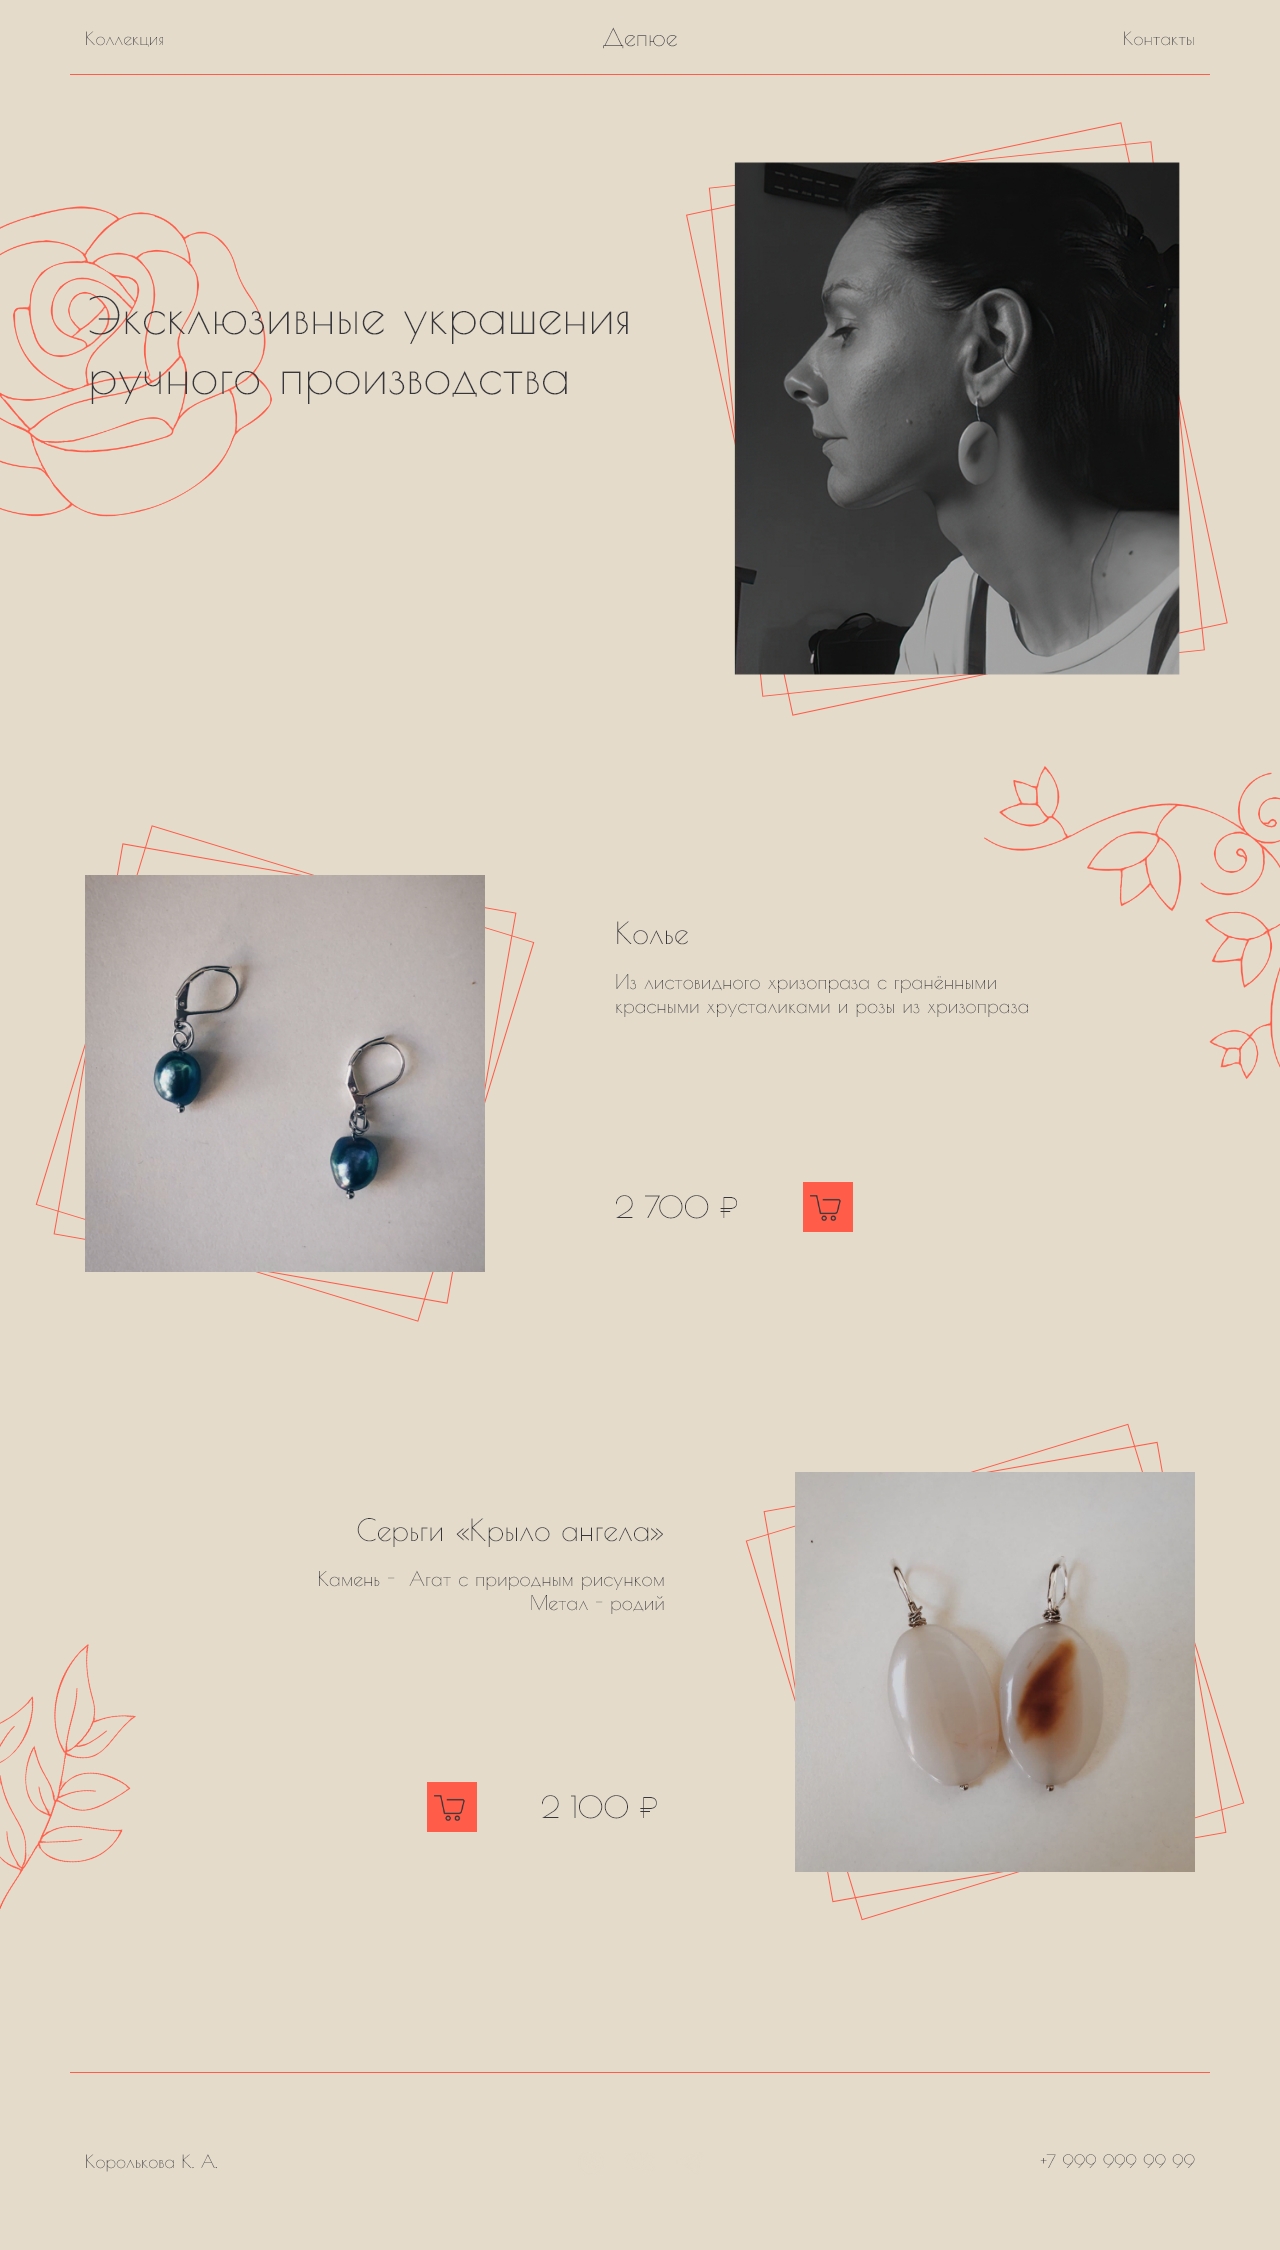 Коллекция
Депюе
Контакты
Эксклюзивные украшения
ручного производства
Колье
Из листовидного хризопраза с гранёнными
красными хрусталиками и розы из хризопраза
2 700 ₽
Серьги «Крыло ангела»
Камень - Агат с природным рисунком
Метал - родий
2 100 ₽
Королькова К. А.
+7 999 999 99 99